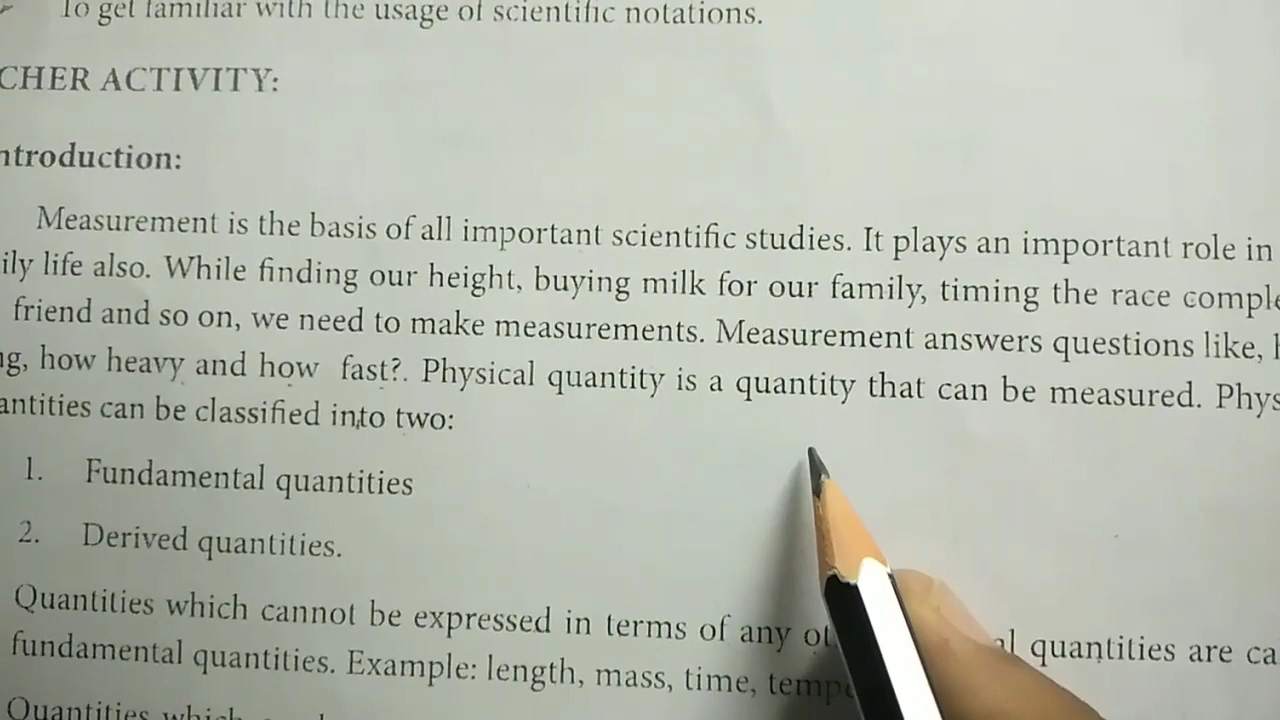 To get familiar with the usage of scientific notations.
CHER ACTIVITY:
ntroduction:
Measurement is the basis of all important scientific studies. It plays an important role in
ily life also. While finding our height, buying milk for our family, timing the race comple
friend and so on, we need to make measurements. Measurement answers questions like, h
ng, how heavy and how fast?. Physical quantity is a quantity that can be measured. Phys
antities can be classified into two:
1. Fundamental quantities
2. Derived quantities.
Quantities which cannot be expressed in terms of any ot al quantities are ca
fundamental quantities. Example: length, mass, time, tempe
Quantities which